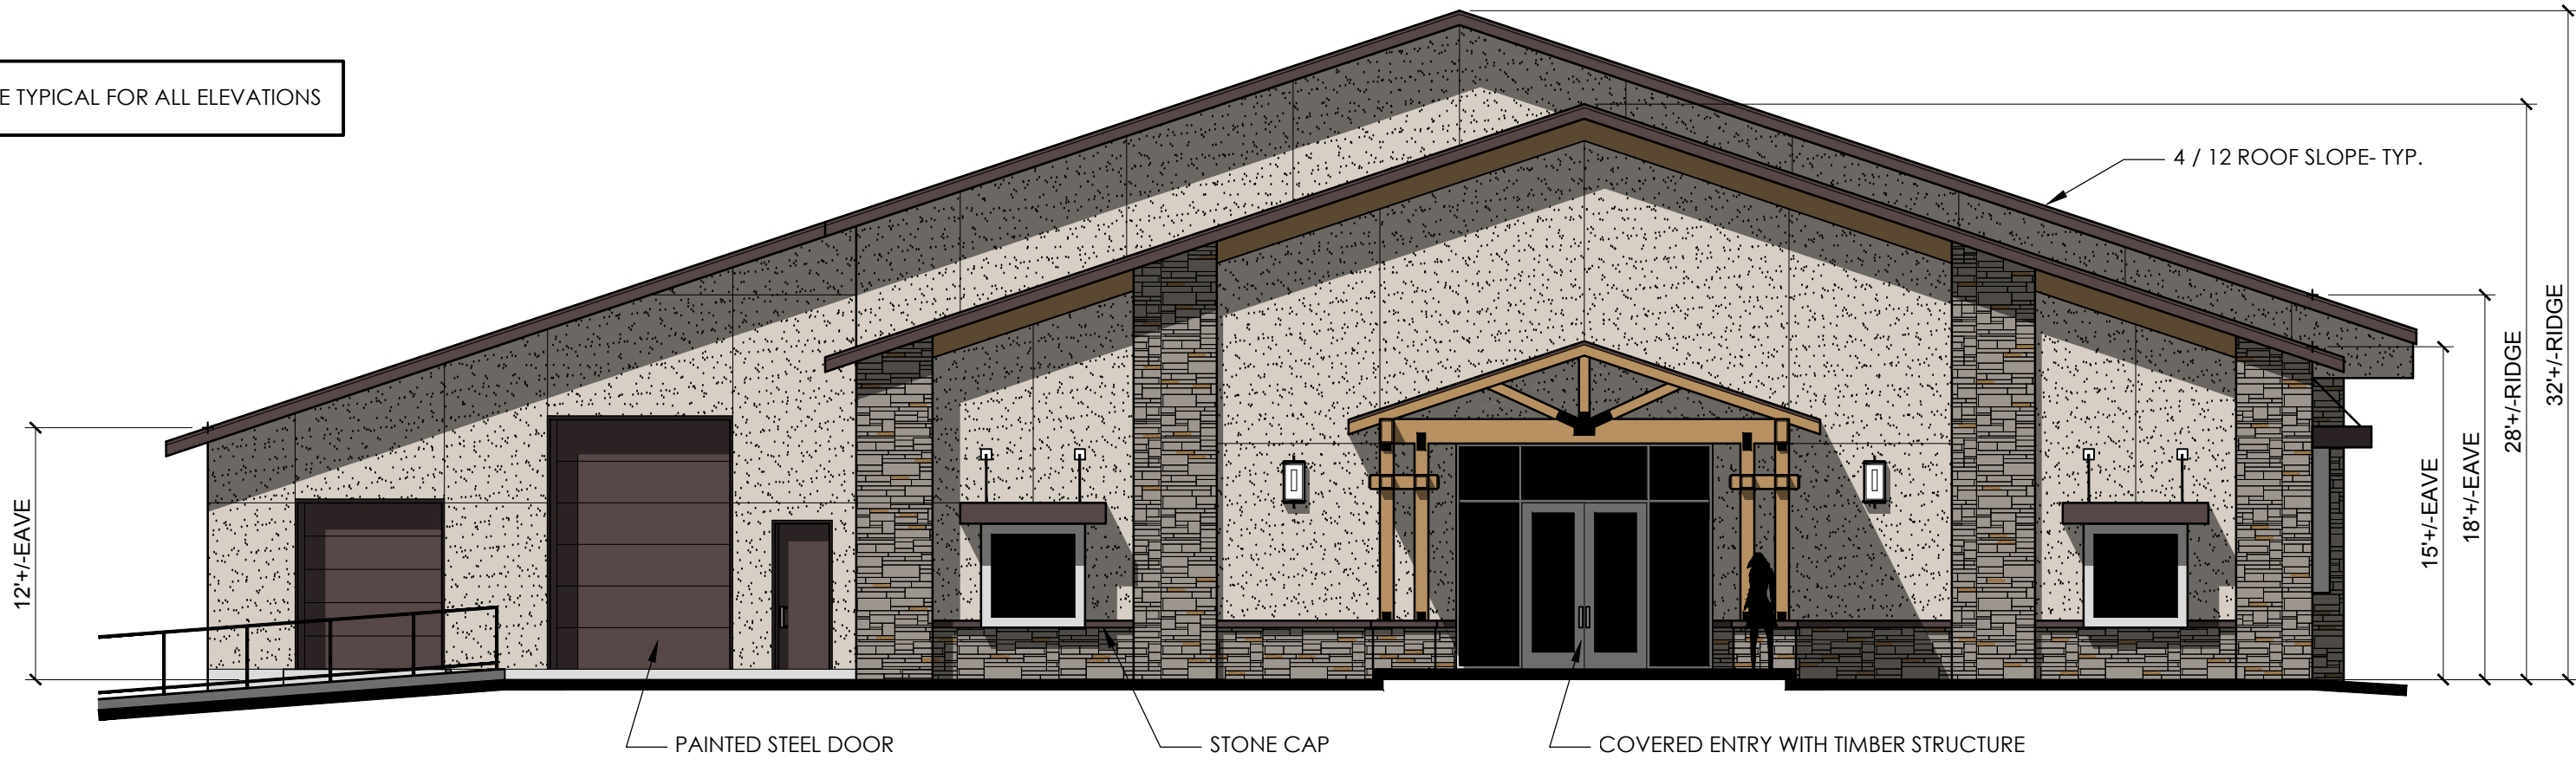 E TYPICAL FOR ALL ELEVATIONS
4 / 12 ROOF SLOPE- TYP.
12'+/-EAVE
15'+/-EAVE
18'+/-EAVE
28'+/-RIDGE
32'+/-RIDGE
PAINTED STEEL DOOR
STONE CAP
COVERED ENTRY WITH TIMBER STRUCTURE